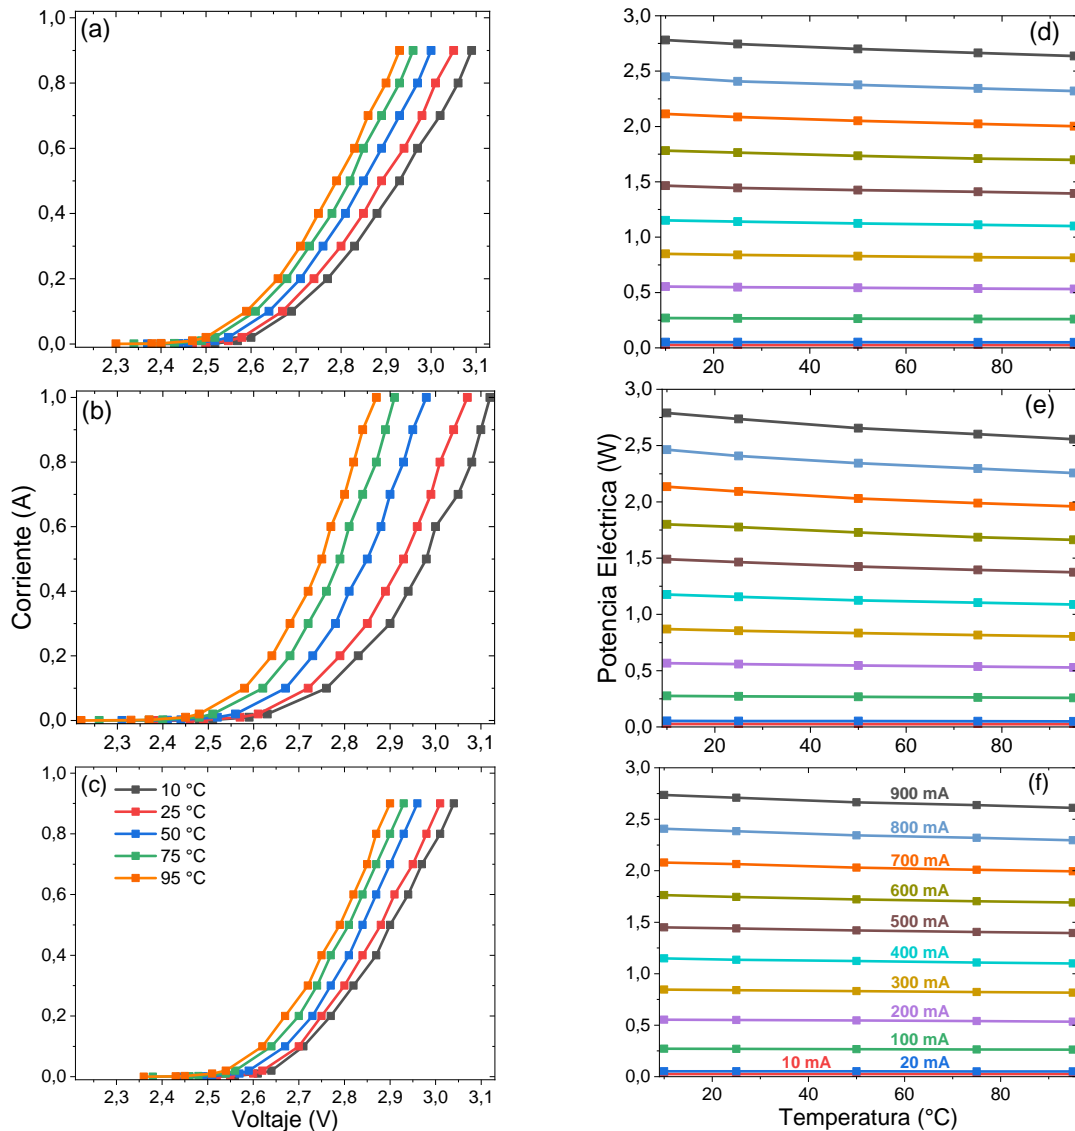 (a)
1,0
0,8
0,6
0,4
0,2
0,0
2,3 2,4 2,5 2,6 2,7 2,8 2,9 3,0 3,1
(b)
1,0
0,8
0,6
0,4
0,2
0,0
2,3 2,4 2,5 2,6 2,7 2,8 2,9 3,0 3,1
Corriente (A)
(c)
1,0
0,8
0,6
0,4
0,2
0,0
10 °C
25 °C
50 °C
75 °C
95 °C
2,3 2,4 2,5 2,6 2,7 2,8 2,9 3,0 3,1
Voltaje (V)
(d)
3,0
2,5
2,0
1,5
1,0
0,5
0,0
20 40 60 80
(e)
3,0
2,5
2,0
1,5
1,0
0,5
0,0
20 40 60 80
Potencia Eléctrica (W)
(f)
3,0
2,5
2,0
1,5
1,0
0,5
0,0
900 mA
800 mA
700 mA
600 mA
500 mA
400 mA
300 mA
200 mA
100 mA
10 mA 20 mA
20 40 60 80
Temperatura (°C)